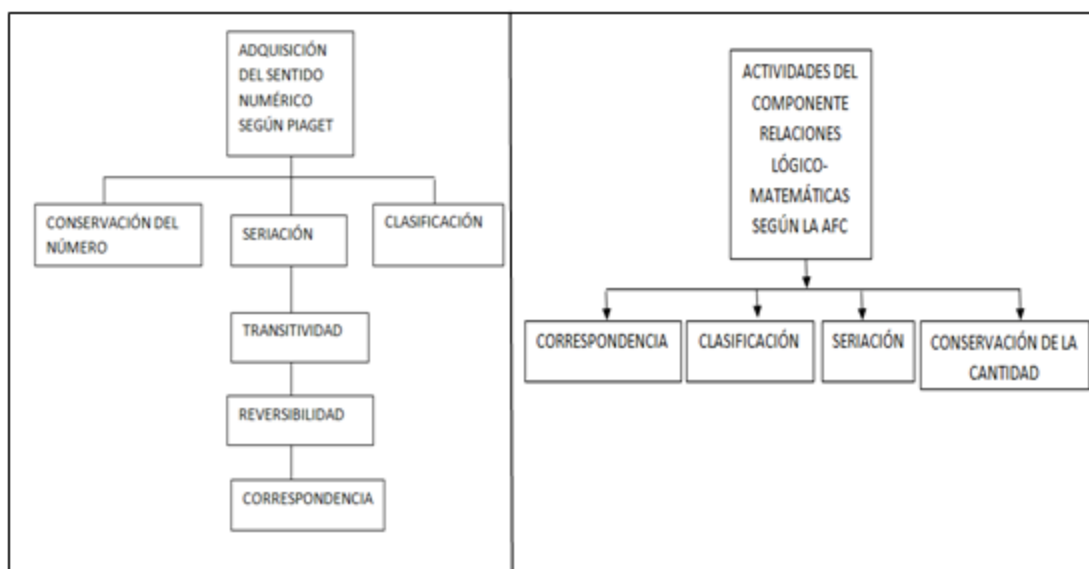 ADQUISICIÓN
DEL SENTIDO
NUMÉRICO
SEGÚN PIAGET
CONSERVACIÓN DEL
NÚMERO
SERIACIÓN
CLASIFICACIÓN
TRANSITIVIDAD
REVERSIBILIDAD
CORRESPONDENCIA
ACTIVIDADES DEL
COMPONENTE
RELACIONES
LÓGICO-
MATEMÁTICAS
SEGÚN LA AFC
CORRESPONDENCIA
CLASIFICACIÓN
SERIACIÓN
CONSERVACIÓN DE LA
CANTIDAD